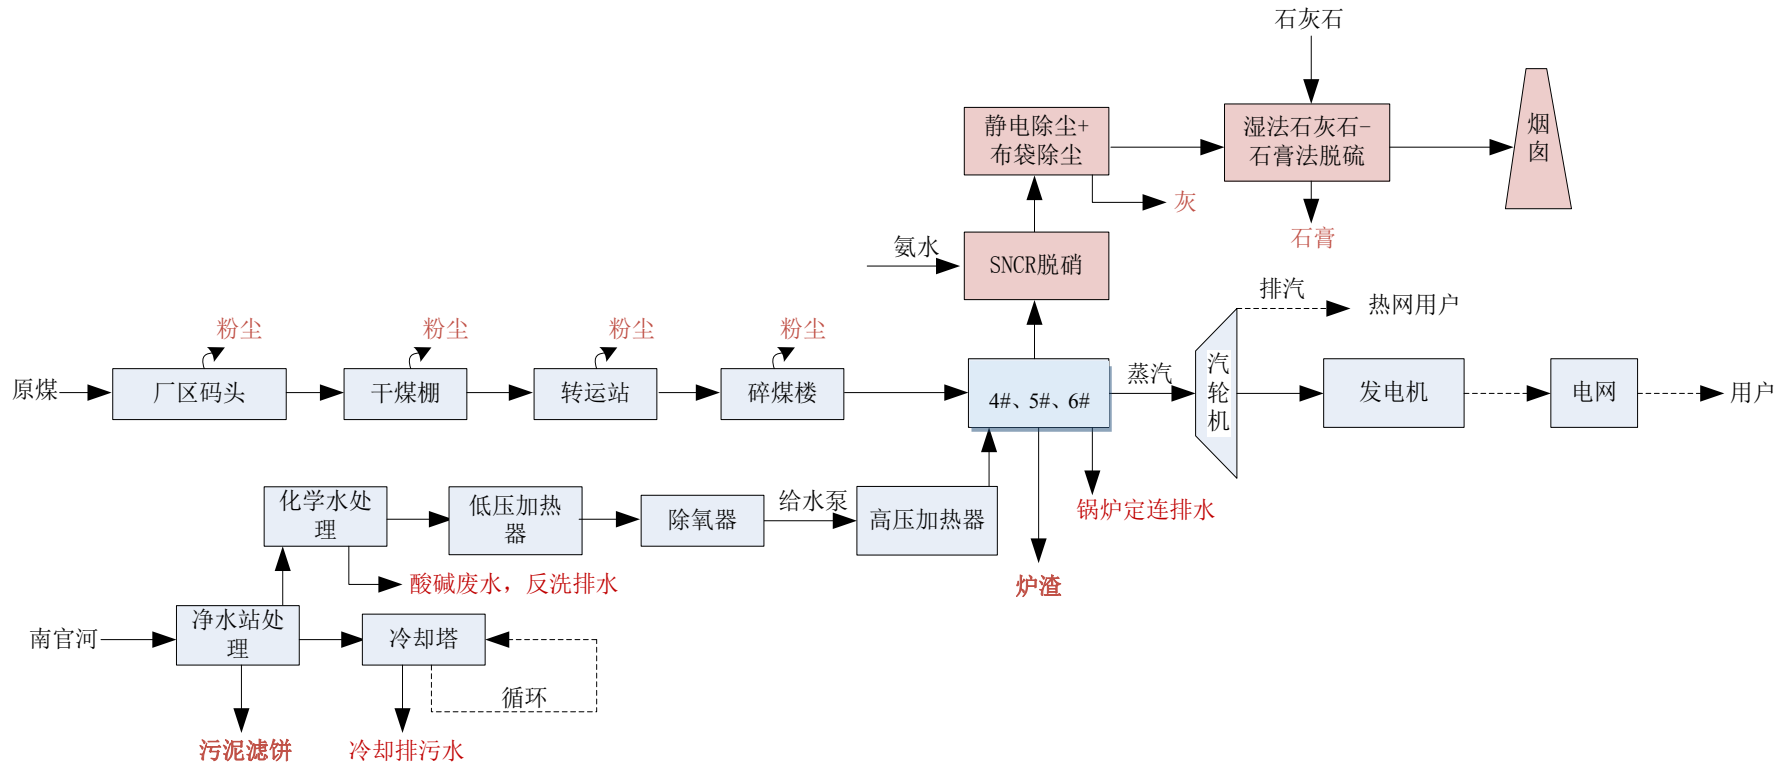 石灰石
静电除尘+
布袋除尘
湿法石灰石-
石膏法脱硫
烟
囱
灰
石膏
氨水
SNCR脱硝
排汽
热网用户
粉尘
粉尘
粉尘
粉尘
原煤
厂区码头
干煤棚
转运站
碎煤楼
4#、5#、6#
蒸汽
汽
轮
机
发电机
电网
用户
化学水处
理
低压加热
器
除氧器
给水泵
高压加热器
锅炉定连排水
酸碱废水，反洗排水
炉渣
南官河
净水站处
理
冷却塔
循环
污泥滤饼
冷却排污水